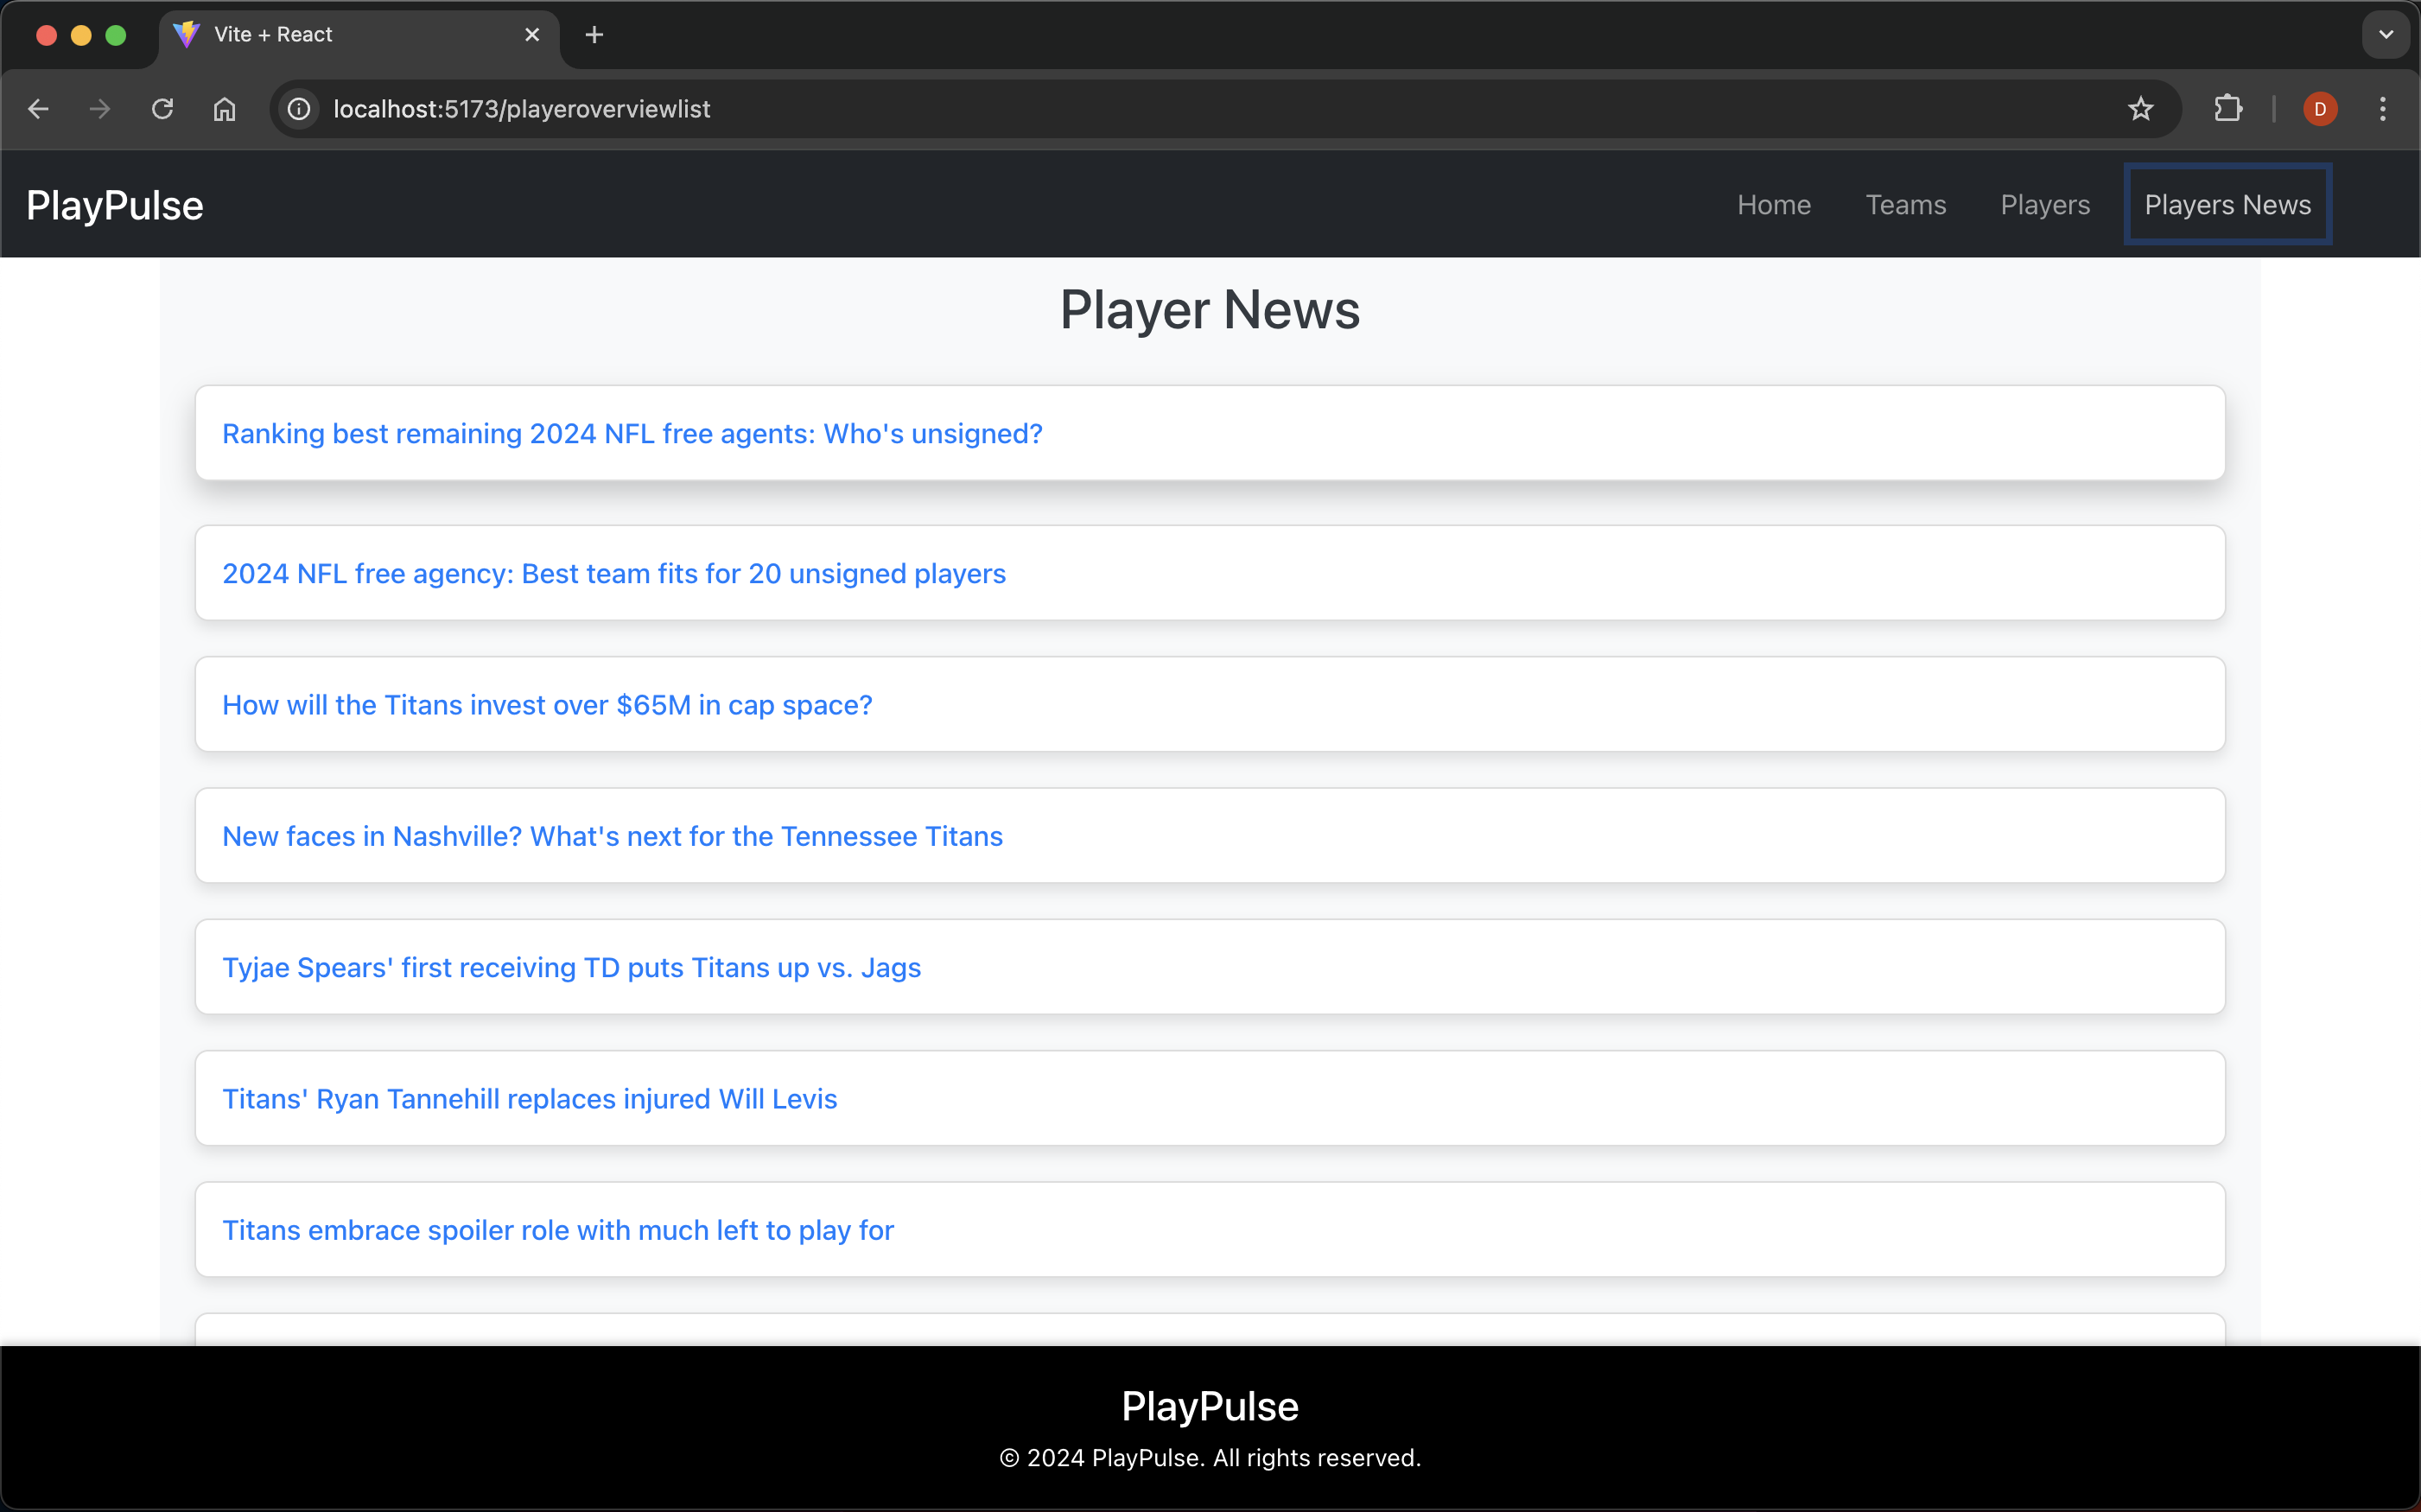 Vite + React
localhost:5173/playeroverviewlist
D
PlayPulse
Home
Teams
Players
Players News
Player News
Ranking best remaining 2024 NFL free agents: Who's unsigned?
2024 NFL free agency: Best team fits for 20 unsigned players
How will the Titans invest over $65M in cap space?
New faces in Nashville? What's next for the Tennessee Titans
Tyjae Spears' first receiving TD puts Titans up vs. Jags
Titans' Ryan Tannehill replaces injured Will Levis
Titans embrace spoiler role with much left to play for
PlayPulse
© 2024 PlayPulse. All rights reserved.